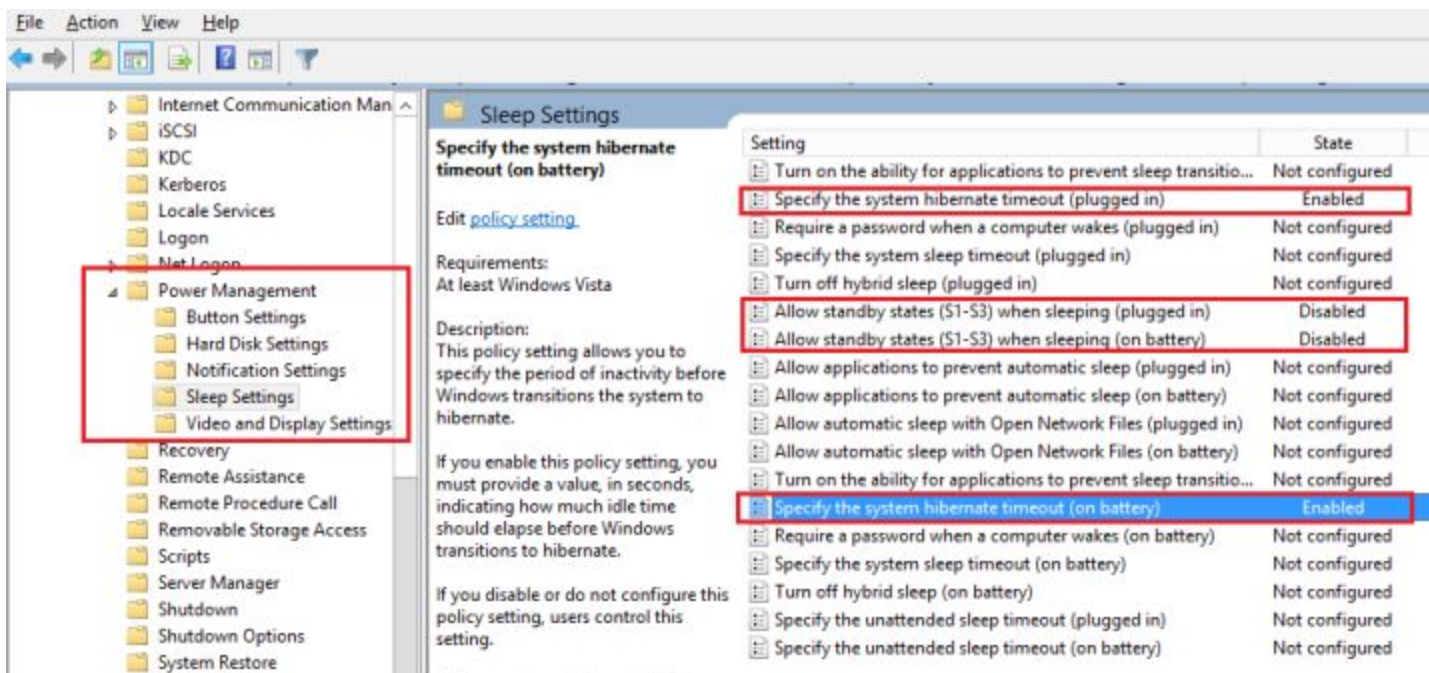 File Action View Help
Internet Communication Man
iSCSI
KDC
Kerberos
Locale Services
Logon
Net Logon
Power Management
Button Settings
Hard Disk Settings
Notification Settings
Sleep Settings
Video and Display Settings
Recovery
Remote Assistance
Remote Procedure Call
Removable Storage Access
Scripts
Server Manager
Shutdown
Shutdown Options
System Restore
Sleep Settings
Specify the system hibernate
timeout (on battery)
Edit policy setting
Requirements:
At least Windows Vista
Description:
This policy setting allows you to
specify the period of inactivity before
Windows transitions the system to
hibernate.
If you enable this policy setting, you
must provide a value, in seconds,
indicating how much idle time
should elapse before Windows
transitions to hibernate.
If you disable or do not configure this
policy setting, users control this
setting.
Setting State
Turn on the ability for applications to prevent sleep transitio... Not configured
Specify the system hibernate timeout (plugged in) Enabled
Require a password when a computer wakes (plugged in) Not configured
Specify the system sleep timeout (plugged in) Not configured
Turn off hybrid sleep (plugged in) Not configured
Allow standby states (S1-S3) when sleeping (plugged in) Disabled
Allow standby states (S1-S3) when sleeping (on battery) Disabled
Allow applications to prevent automatic sleep (plugged in) Not configured
Allow applications to prevent automatic sleep (on battery) Not configured
Allow automatic sleep with Open Network Files (plugged in) Not configured
Allow automatic sleep with Open Network Files (on battery) Not configured
Turn on the ability for applications to prevent sleep transitio... Not configured
Specify the system hibernate timeout (on battery) Enabled
Require a password when a computer wakes (on battery) Not configured
Specify the system sleep timeout (on battery) Not configured
Turn off hybrid sleep (on battery) Not configured
Specify the unattended sleep timeout (plugged in) Not configured
Specify the unattended sleep timeout (on battery) Not configured